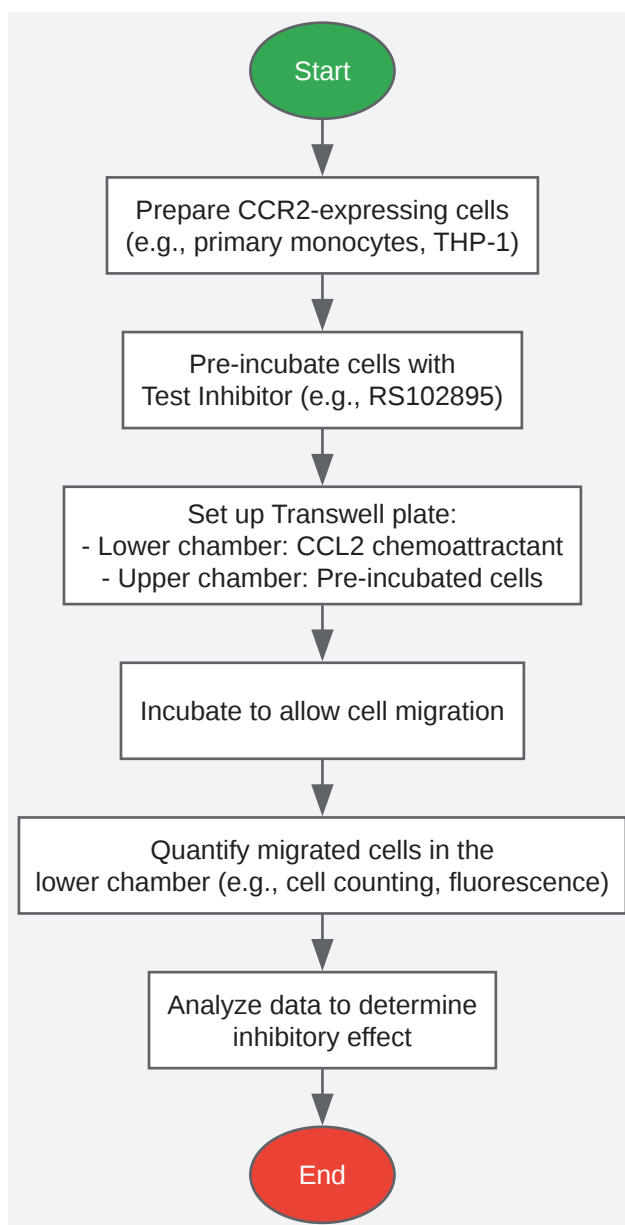 Start
Prepare CCR2-expressing cells
(e.g., primary monocytes, THP-1)
Pre-incubate cells with
Test Inhibitor (e.g., RS102895)
Set up Transwell plate:
- Lower chamber: CCL2 chemoattractant
- Upper chamber: Pre-incubated cells
Incubate to allow cell migration
Quantify migrated cells in the
lower chamber (e.g., cell counting, fluorescence)
Analyze data to determine
inhibitory effect
End